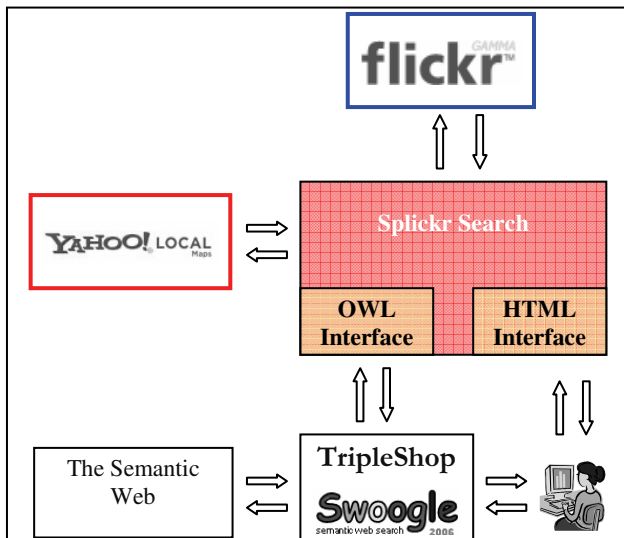 GAMMA
flickr™
Splickr Search
YAHOO! LOCAL
Maps
OWL
Interface
HTML
Interface
The Semantic
Web
TripleShop
Swoogle
semantic web search 2006